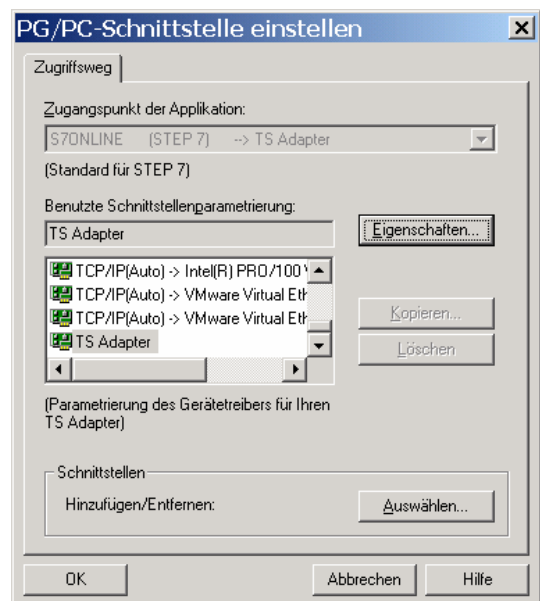 PG/PC-Schnittstelle einstellen
Zugriffsweg
Zugangspunkt der Applikation:
S7ONLINE (STEP 7) --> TS Adapter
(Standard für STEP 7)
Benutzte Schnittstellenparametrierung:
TS Adapter
Eigenschaften...
TCP/IP(Auto) -> Intel(R) PRO/100
TCP/IP(Auto) -> VMware Virtual Eth
TCP/IP(Auto) -> VMware Virtual Eth
TS Adapter
Kopieren...
Löschen
(Parametrierung des Gerätetreibers für Ihren
TS Adapter)
Schnittstellen
Hinzufügen/Entfernen:
Auswählen...
OK
Abbrechen
Hilfe